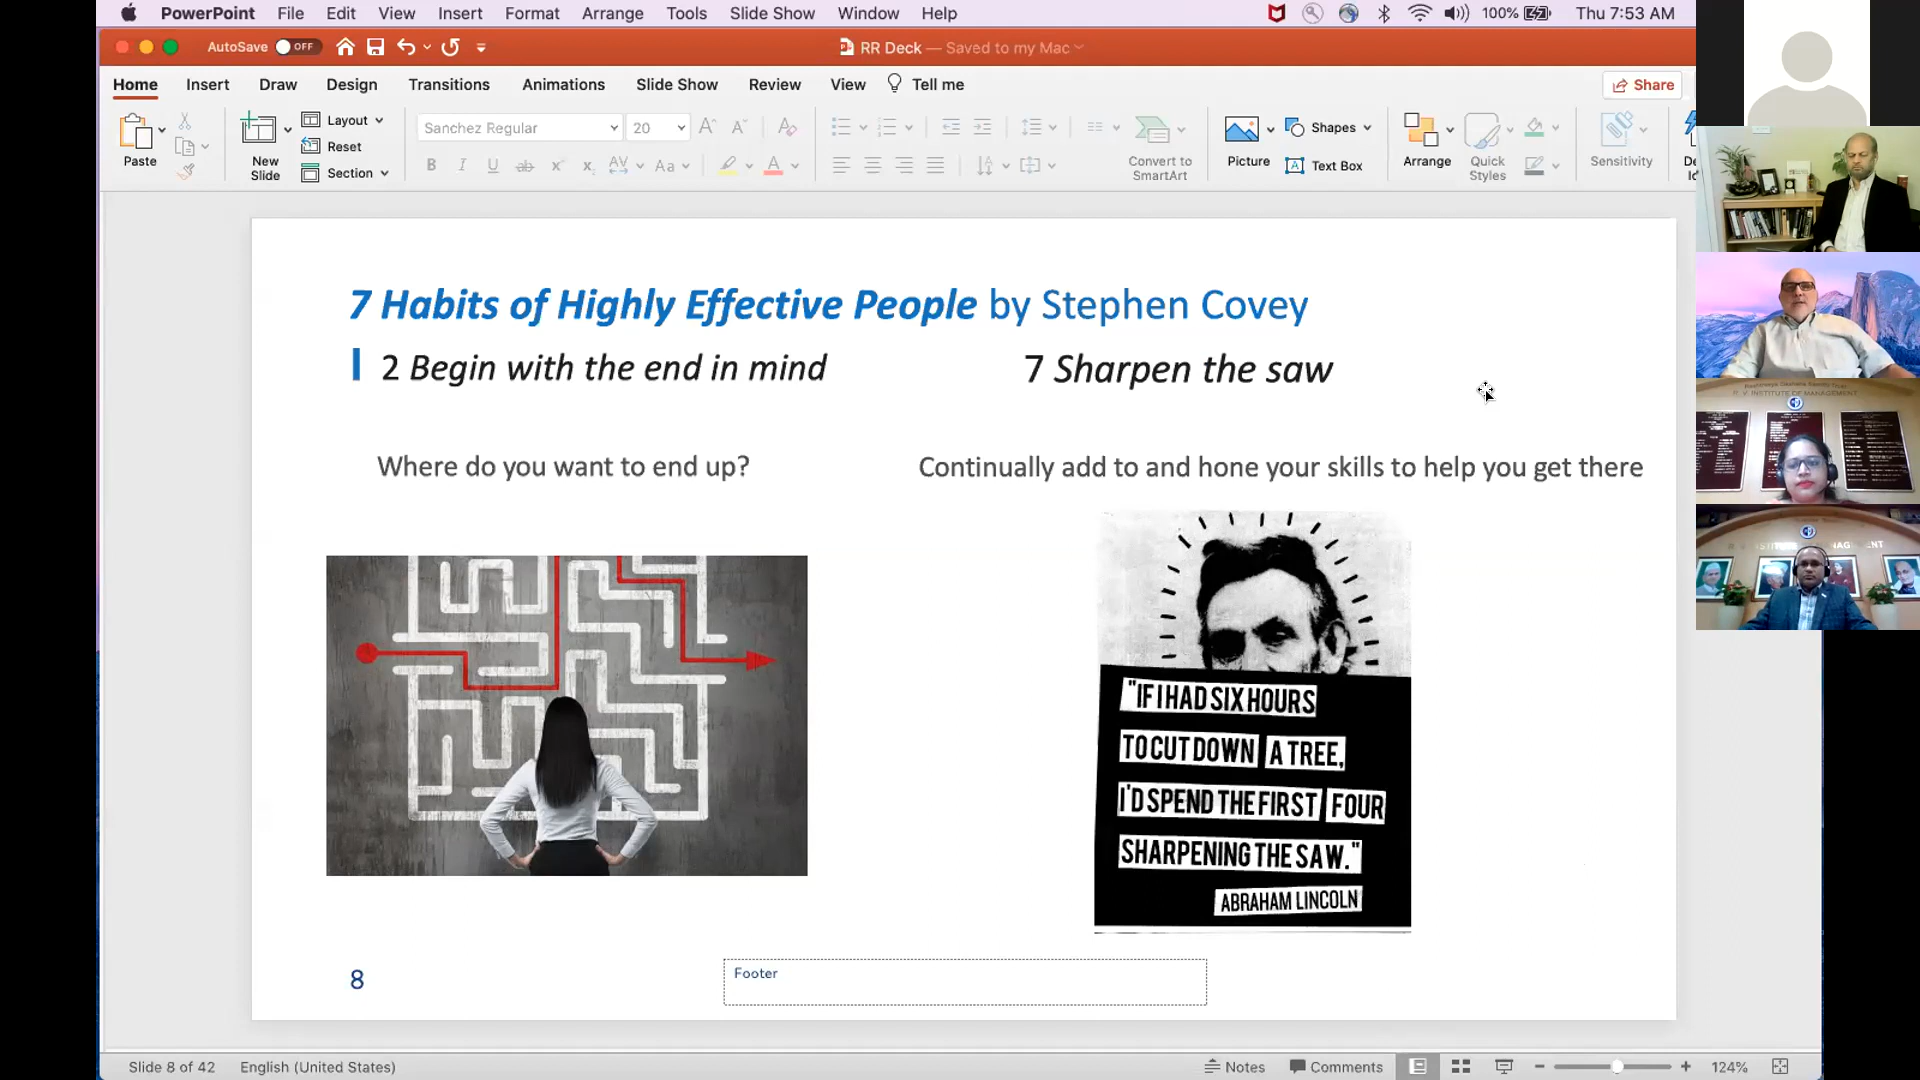 PowerPoint File Edit View Insert Format Arrange Tools Slide Show Window Help 100% Thu 7:53 AM
AutoSave OFF RR Deck — Saved to my Mac
Home Insert Draw Design Transitions Animations Slide Show Review View Tell me Share
Paste New Slide Layout Reset Section Sanchez Regular 20 Convert to SmartArt Picture Shapes Text Box Arrange Quick Styles Sensitivity
7 Habits of Highly Effective People by Stephen Covey
2 Begin with the end in mind
7 Sharpen the saw
Where do you want to end up?
Continually add to and hone your skills to help you get there
"IF I HAD SIX HOURS
TO CUT DOWN A TREE,
I'D SPEND THE FIRST FOUR
SHARPENING THE SAW."
ABRAHAM LINCOLN
8
Footer
R. V. INSTITUTE OF MANAGEMENT
Slide 8 of 42 English (United States) Notes Comments 124%